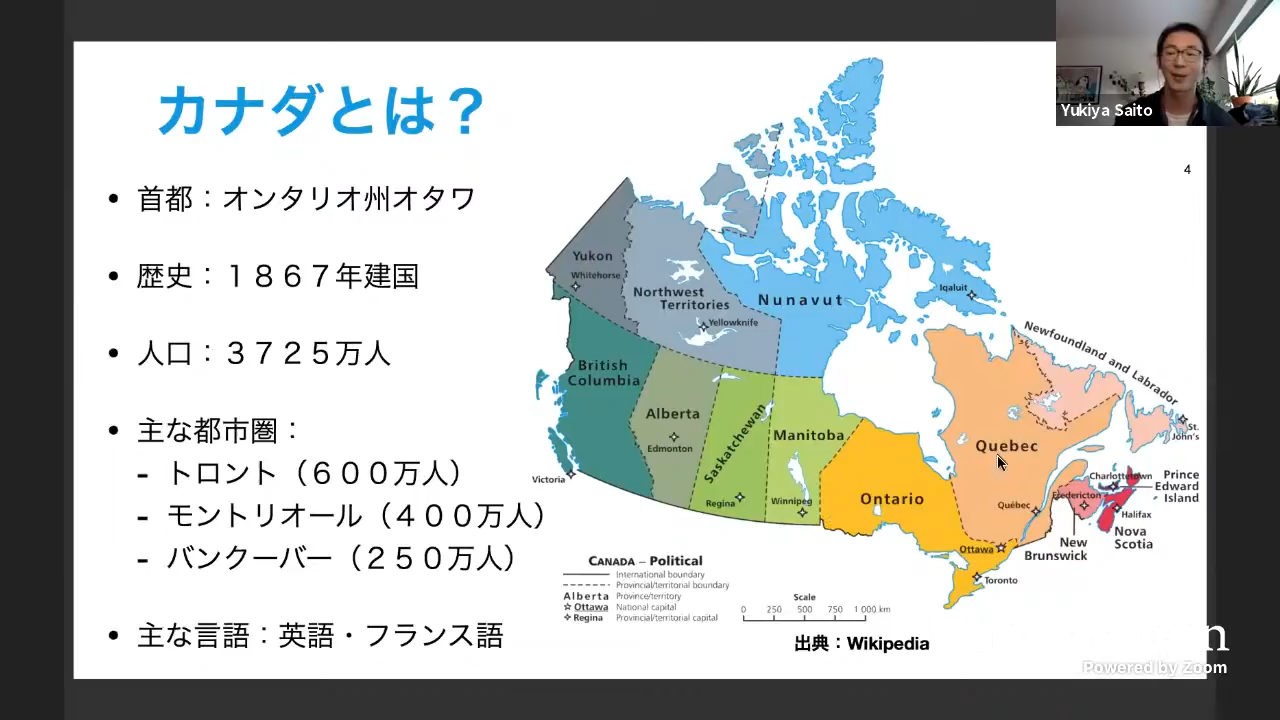 カナダとは？
• 首都：オンタリオ州オタワ
• 歴史：１８６７年建国
• 人口：３７２５万人
• 主な都市圏：
- トロント（６００万人）
- モントリオール（４００万人）
- バンクーバー（２５０万人）
• 主な言語：英語・フランス語
Yukiya Saito
4
Yukon
Whitehorse
Northwest
Territories
Yellowknife
Nunavut
Iqaluit
Newfoundland and Labrador
St.
John's
British
Columbia
Victoria
Alberta
Edmonton
Saskatchewan
Regina
Manitoba
Winnipeg
Ontario
Ottawa
Toronto
Quebec
Québec
Charlottetown
Prince
Edward
Island
Fredericton
Halifax
New
Brunswick
Nova
Scotia
CANADA – Political
International boundary
Provincial/territorial boundary
Alberta Province/territory
Ottawa National capital
Regina Provincial/territorial capital
Scale
0 250 500 750 1 000 km
出典：Wikipedia
n
Powered by Zoom